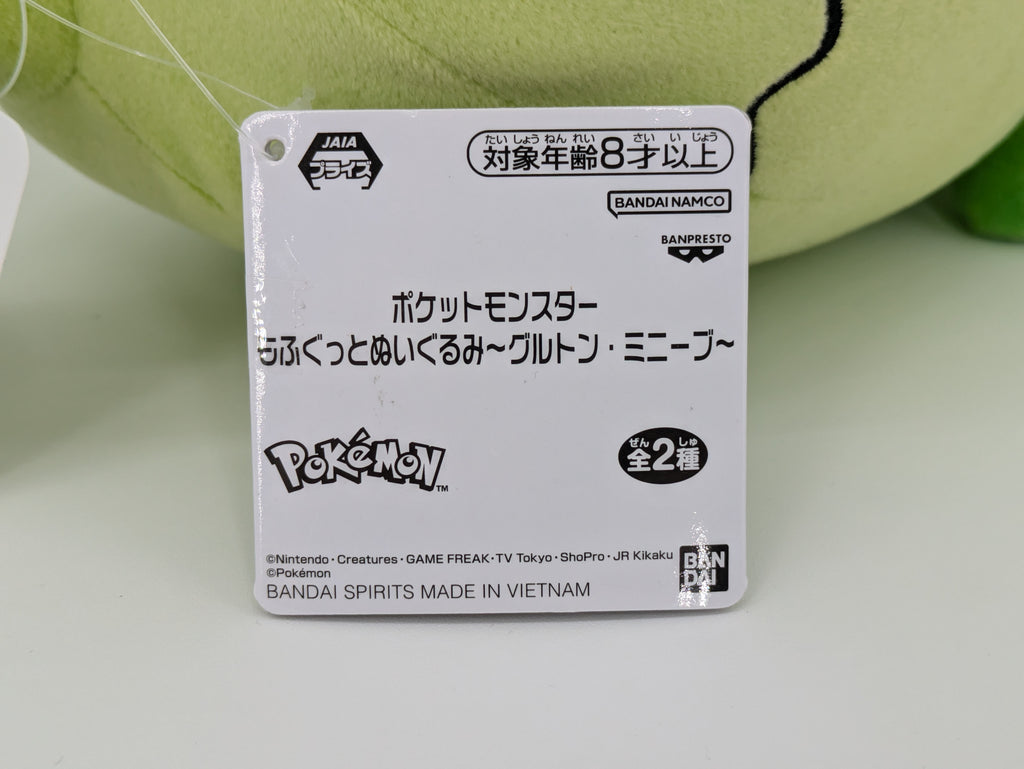 JAIA
プライズ
たいしょうねんれい さい いじょう
対象年齢8才以上
BANDAI NAMCO
BANPRESTO
ポケットモンスター
もふぐっとぬいぐるみ～グルトン・ミニーブ～
Pokémon™
ぜん しゅ
全2種
©Nintendo・Creatures・GAME FREAK・TV Tokyo・ShoPro・JR Kikaku
©Pokémon
BANDAI SPIRITS MADE IN VIETNAM
BAN
DAI